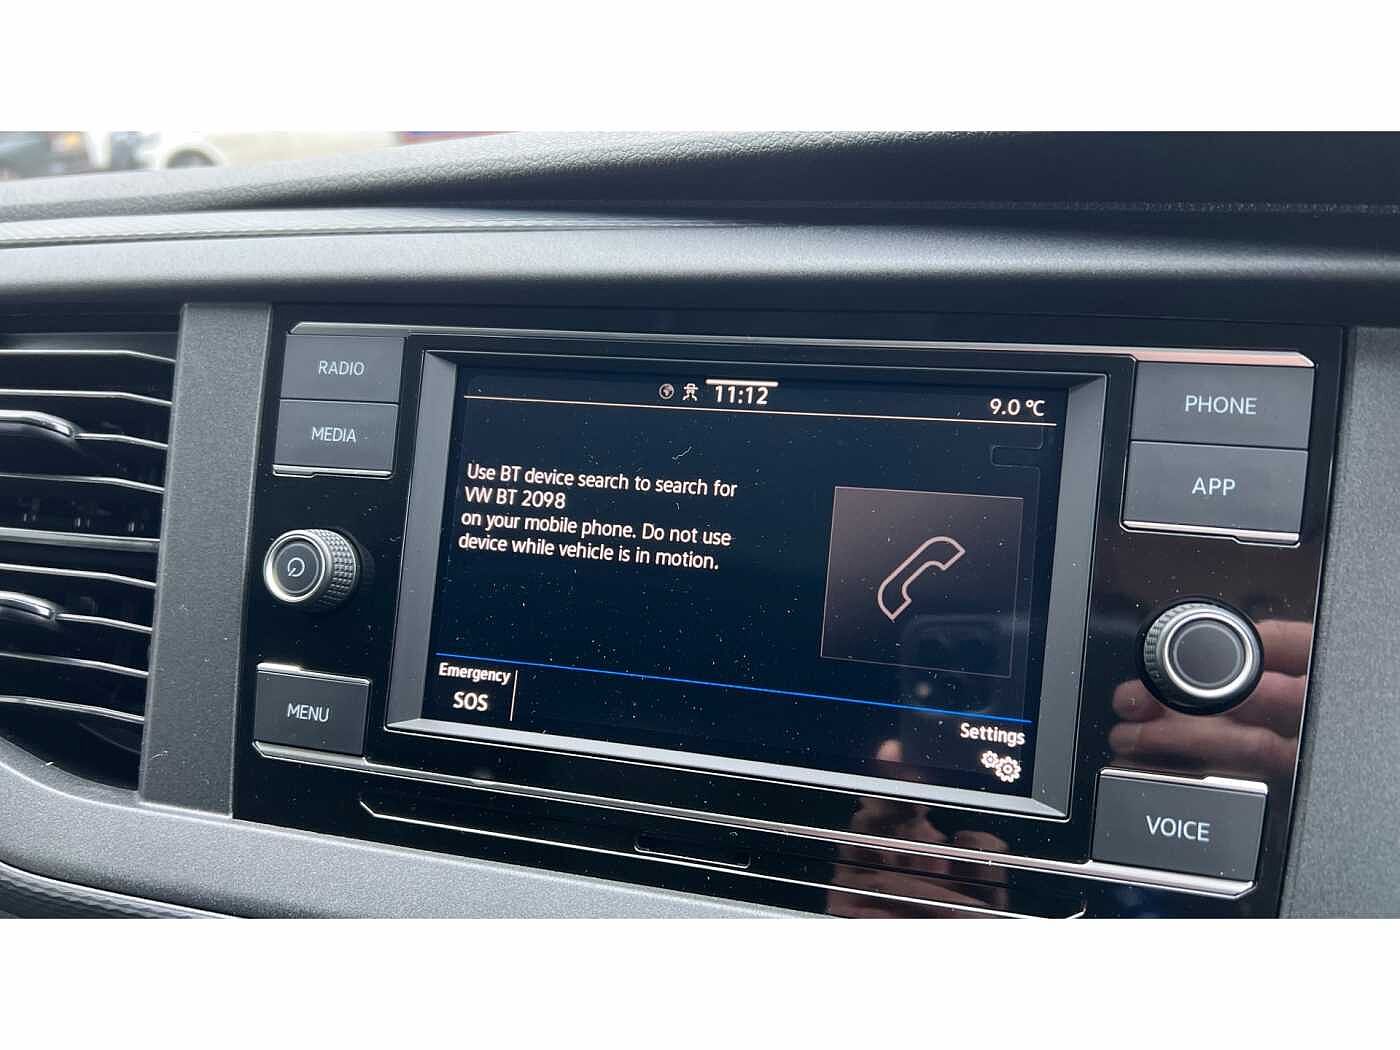 RADIO
MEDIA
MENU
11:12
9.0 °C
Use BT device search to search for
VW BT 2098
on your mobile phone. Do not use
device while vehicle is in motion.
Emergency
SOS
Settings
PHONE
APP
VOICE